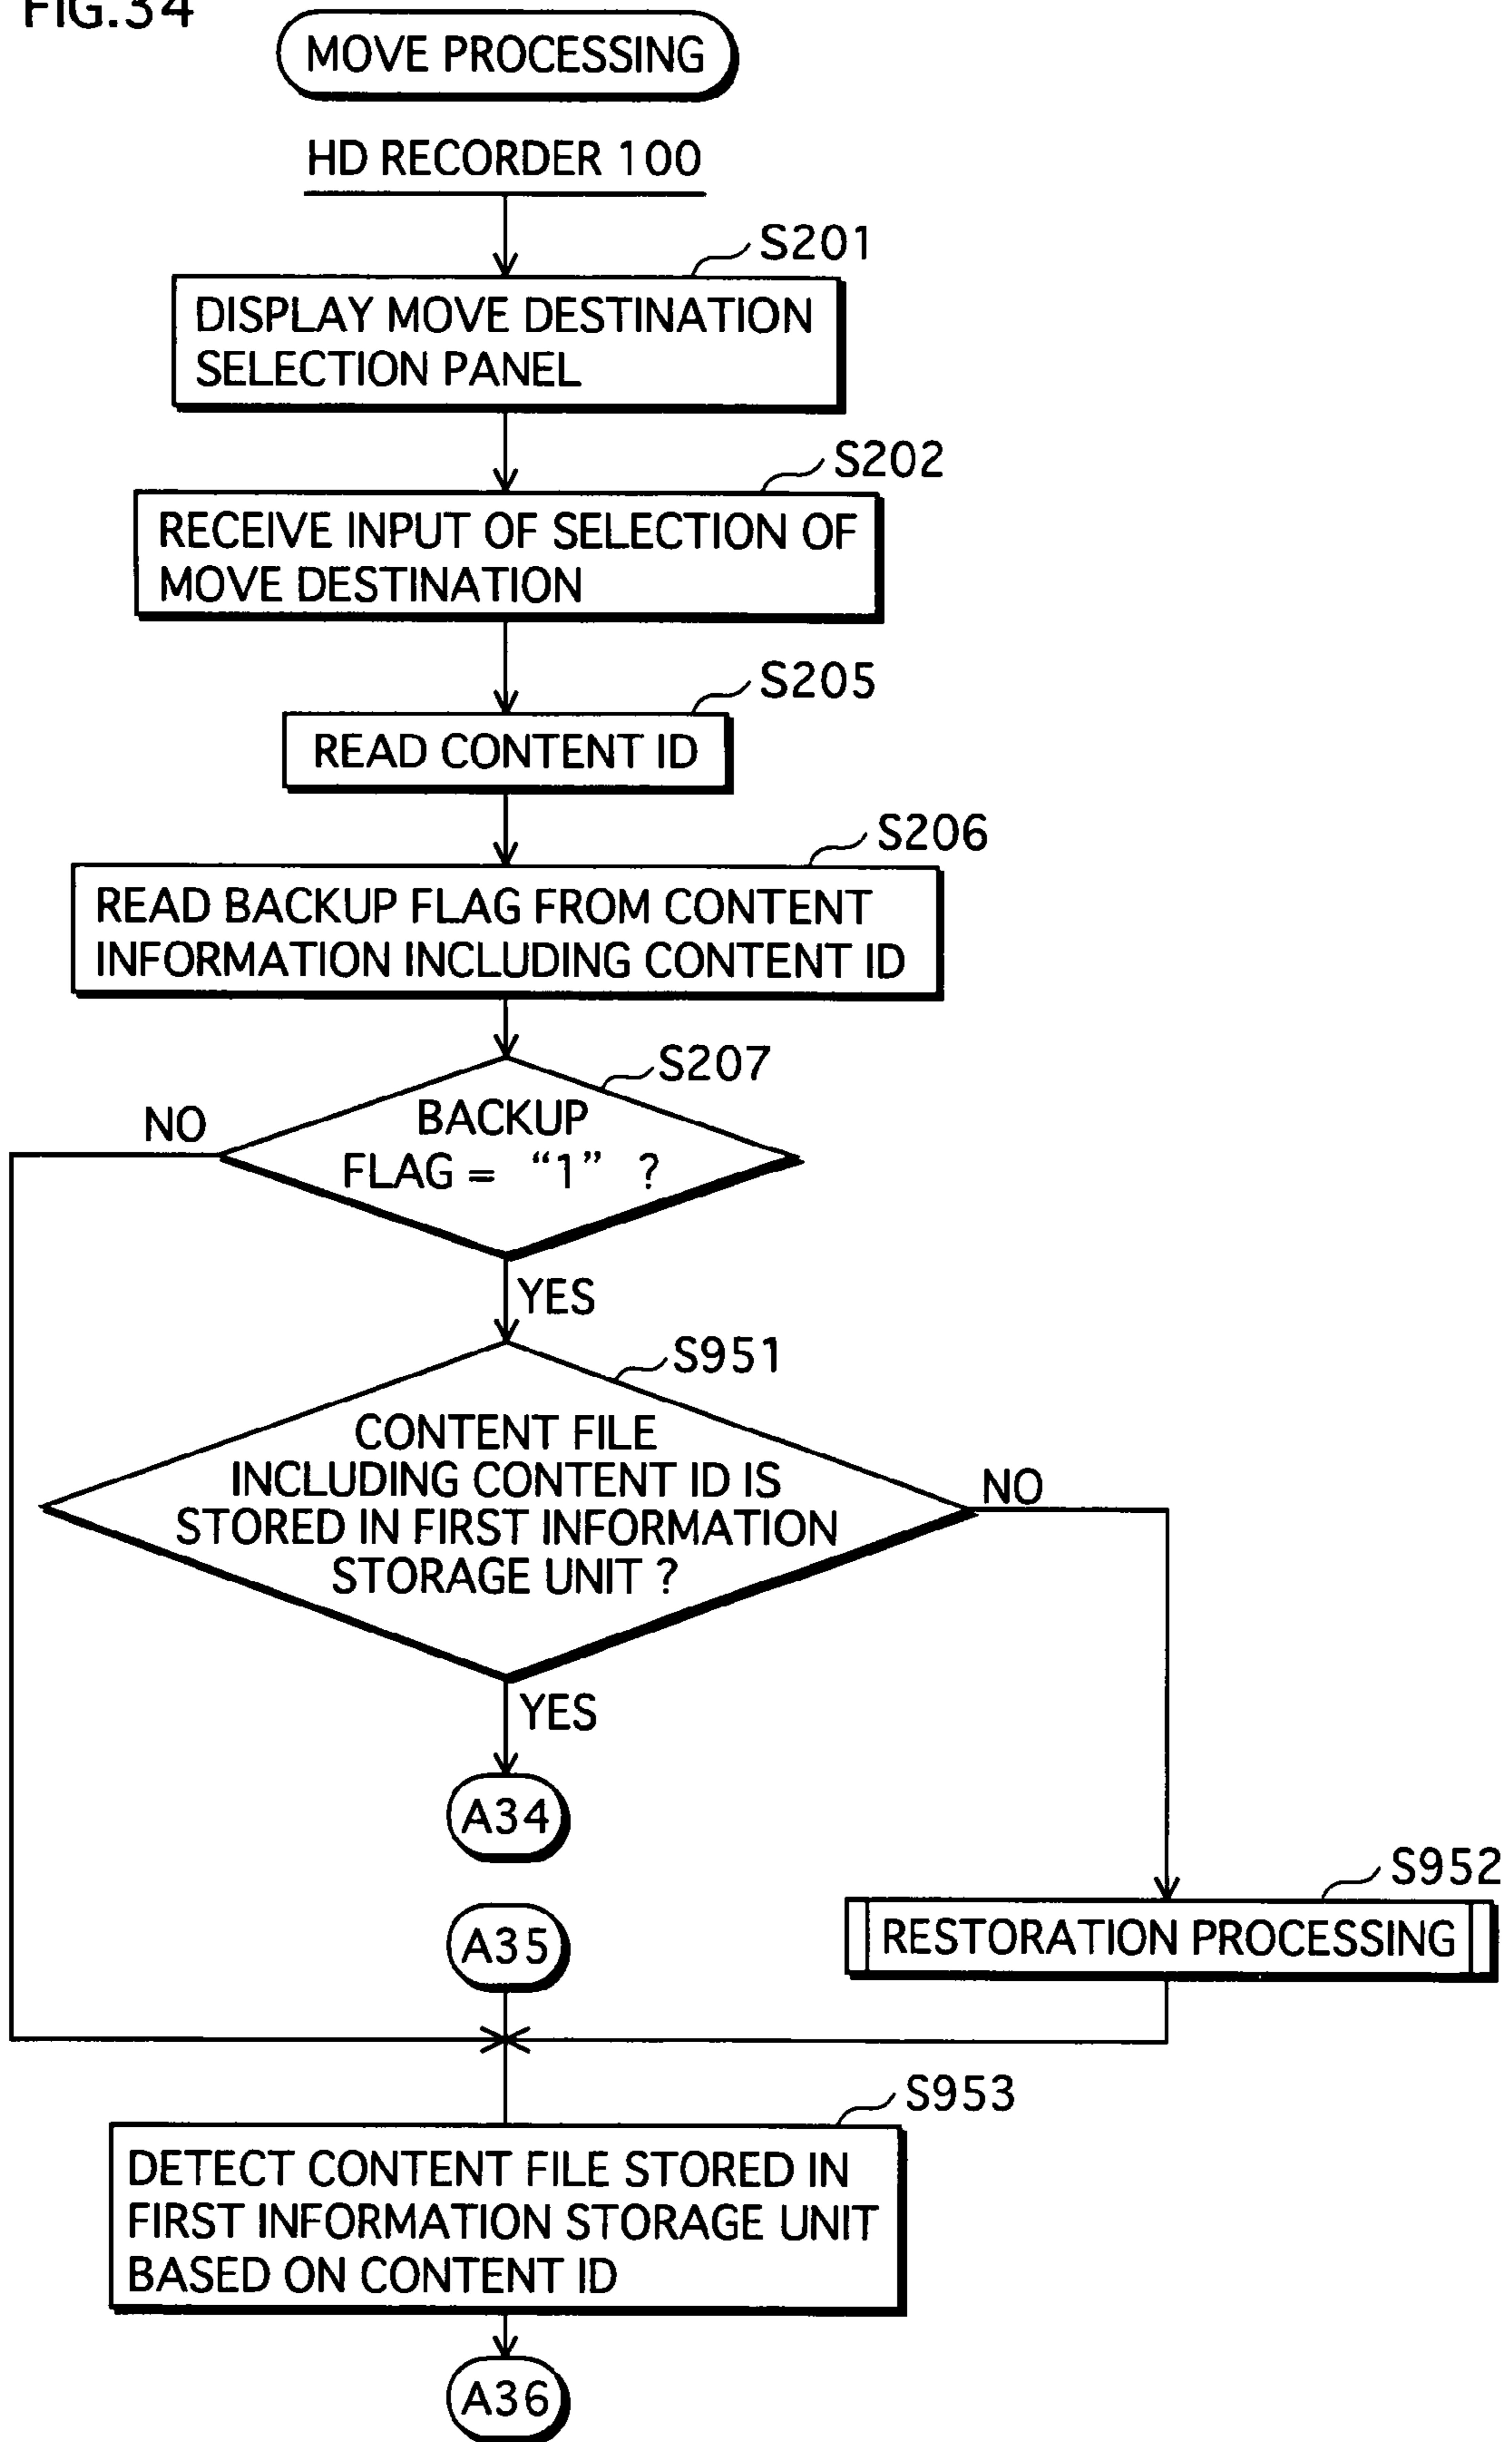 FIG.34
MOVE PROCESSING
HD RECORDER 100
S201
DISPLAY MOVE DESTINATION
SELECTION PANEL
S202
RECEIVE INPUT OF SELECTION OF
MOVE DESTINATION
S205
READ CONTENT ID
S206
READ BACKUP FLAG FROM CONTENT
INFORMATION INCLUDING CONTENT ID
S207
NO
BACKUP
FLAG = “1” ?
YES
S951
CONTENT FILE
INCLUDING CONTENT ID IS
STORED IN FIRST INFORMATION
STORAGE UNIT ?
NO
YES
A34
S952
A35
RESTORATION PROCESSING
S953
DETECT CONTENT FILE STORED IN
FIRST INFORMATION STORAGE UNIT
BASED ON CONTENT ID
A36